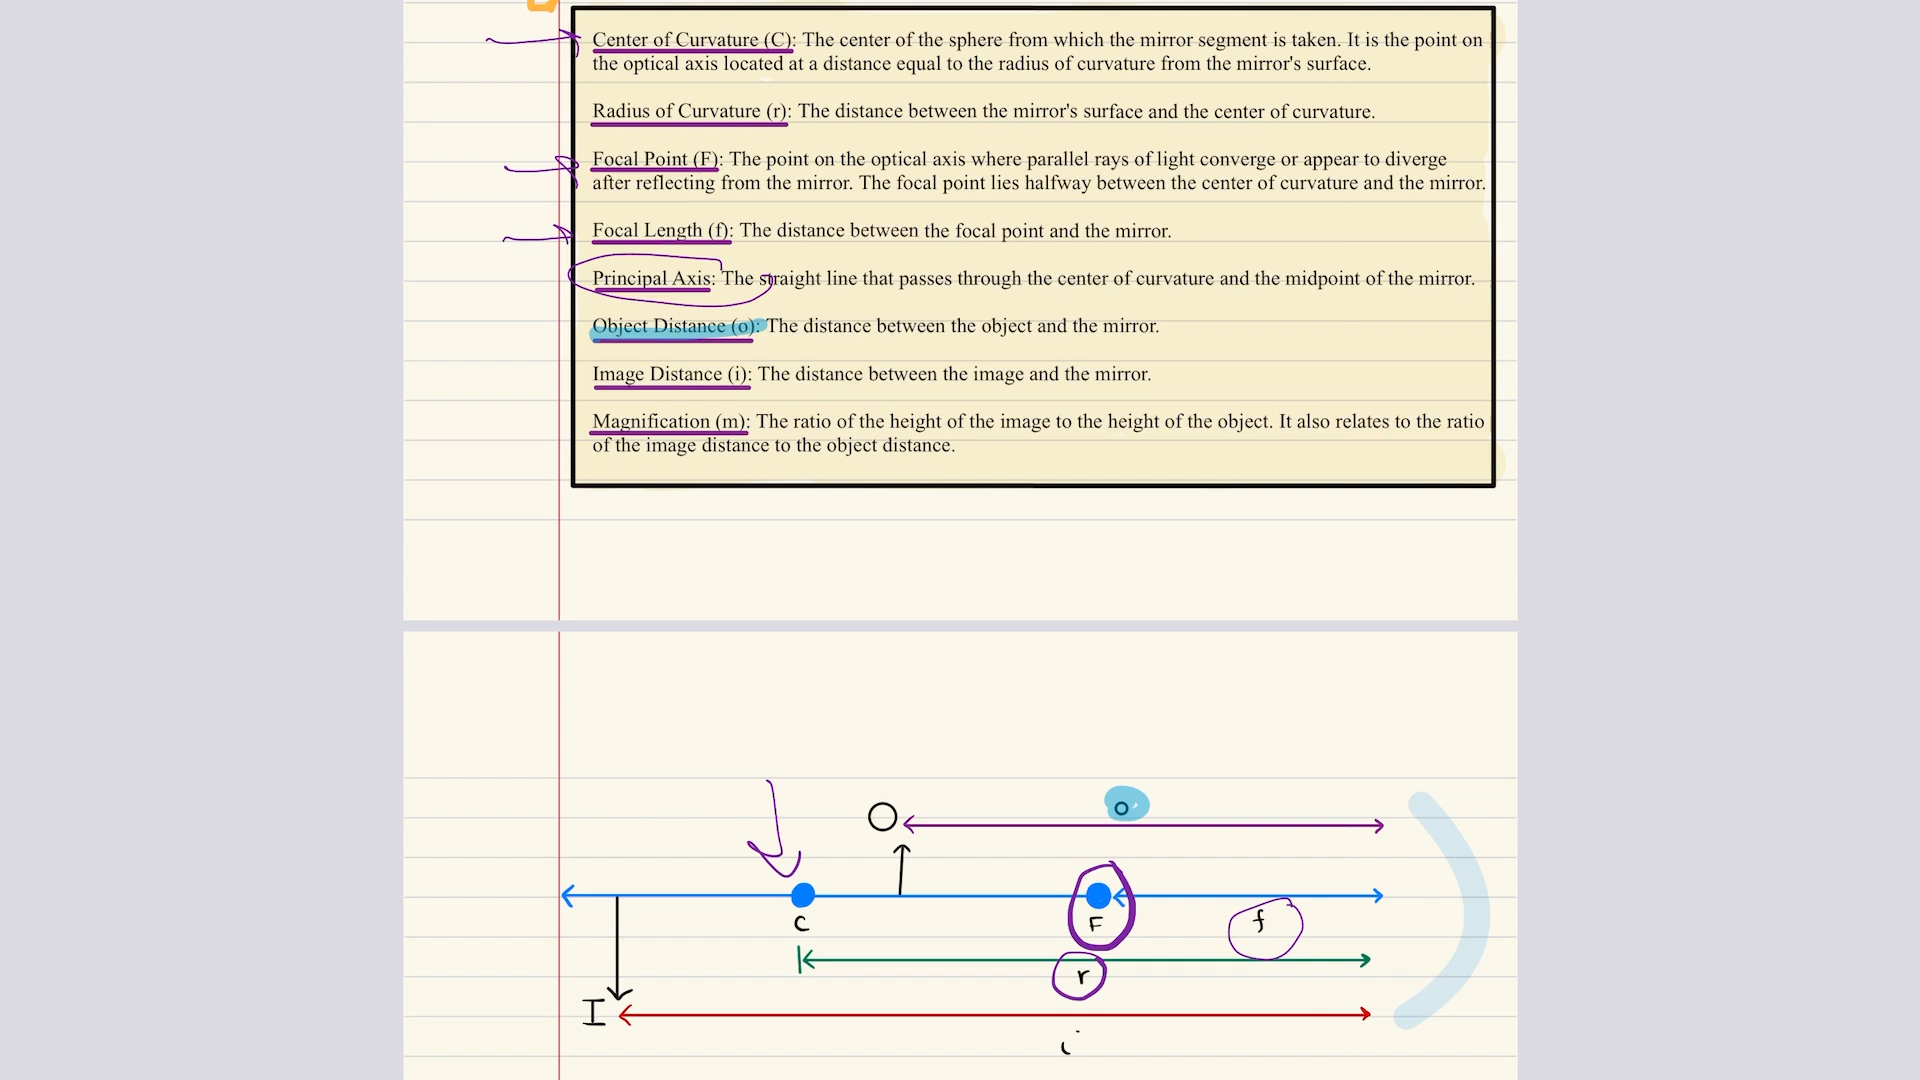 Center of Curvature (C): The center of the sphere from which the mirror segment is taken. It is the point on
the optical axis located at a distance equal to the radius of curvature from the mirror's surface.
Radius of Curvature (r): The distance between the mirror's surface and the center of curvature.
Focal Point (F): The point on the optical axis where parallel rays of light converge or appear to diverge
after reflecting from the mirror. The focal point lies halfway between the center of curvature and the mirror.
Focal Length (f): The distance between the focal point and the mirror.
Principal Axis: The straight line that passes through the center of curvature and the midpoint of the mirror.
Object Distance (o): The distance between the object and the mirror.
Image Distance (i): The distance between the image and the mirror.
Magnification (m): The ratio of the height of the image to the height of the object. It also relates to the ratio
of the image distance to the object distance.
O o
C F f
r
I
i